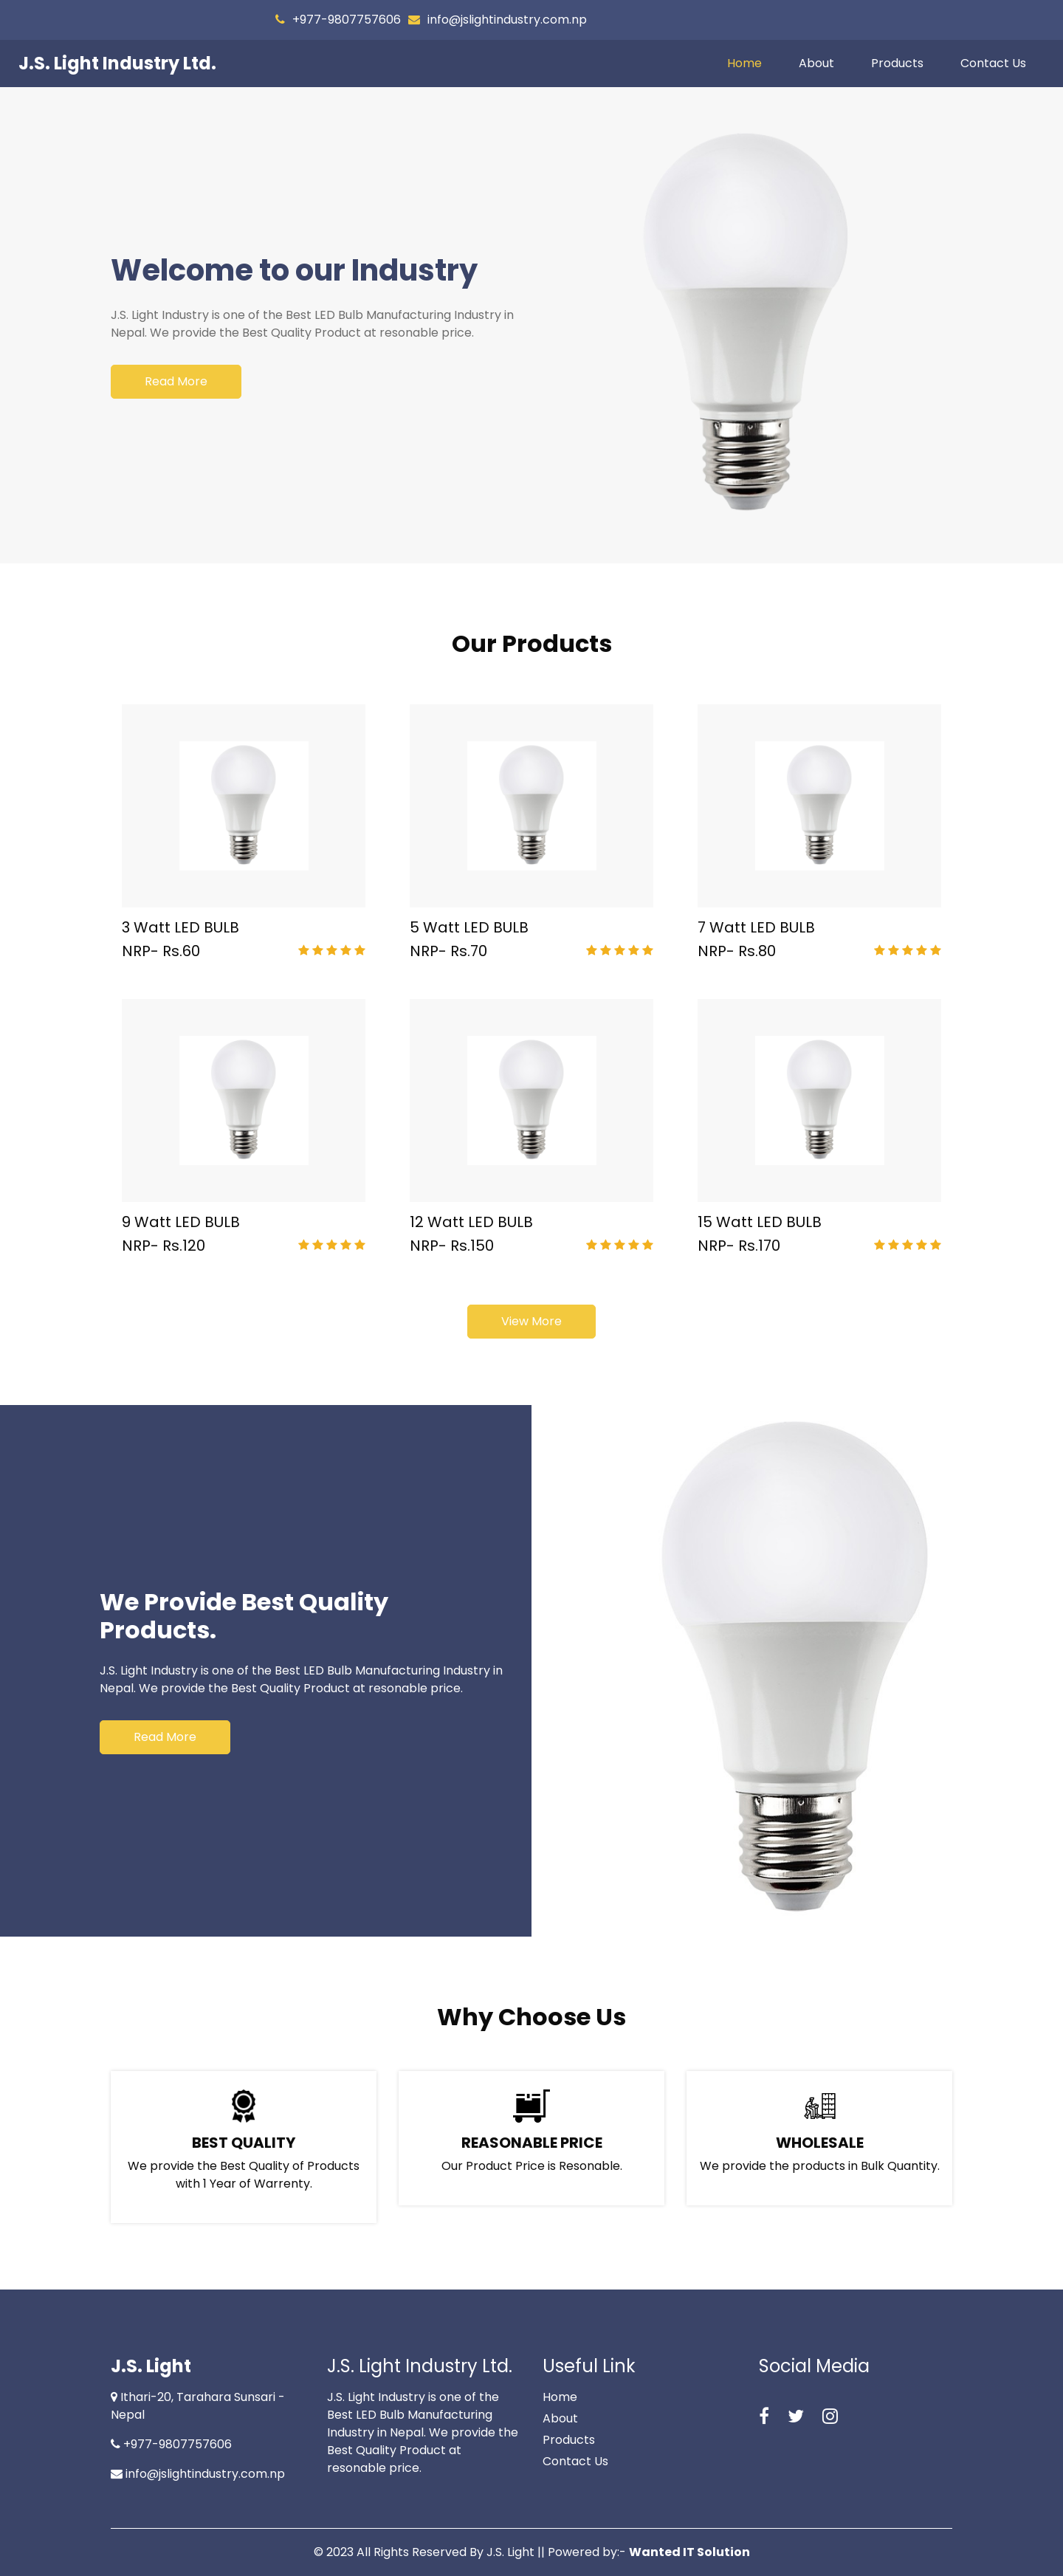 +977-9807757606 info@jslightindustry.com.np
J.S. Light Industry Ltd.
Home About Products Contact Us
Welcome to our Industry
J.S. Light Industry is one of the Best LED Bulb Manufacturing Industry in
Nepal. We provide the Best Quality Product at resonable price.
Read More
Our Products
3 Watt LED BULB
NRP- Rs.60
5 Watt LED BULB
NRP- Rs.70
7 Watt LED BULB
NRP- Rs.80
9 Watt LED BULB
NRP- Rs.120
12 Watt LED BULB
NRP- Rs.150
15 Watt LED BULB
NRP- Rs.170
View More
We Provide Best Quality
Products.
J.S. Light Industry is one of the Best LED Bulb Manufacturing Industry in
Nepal. We provide the Best Quality Product at resonable price.
Read More
Why Choose Us
BEST QUALITY
We provide the Best Quality of Products
with 1 Year of Warrenty.
REASONABLE PRICE
Our Product Price is Resonable.
WHOLESALE
We provide the products in Bulk Quantity.
J.S. Light
Ithari-20, Tarahara Sunsari -
Nepal
+977-9807757606
info@jslightindustry.com.np
J.S. Light Industry Ltd.
J.S. Light Industry is one of the
Best LED Bulb Manufacturing
Industry in Nepal. We provide the
Best Quality Product at
resonable price.
Useful Link
Home
About
Products
Contact Us
Social Media
© 2023 All Rights Reserved By J.S. Light || Powered by:- Wanted IT Solution